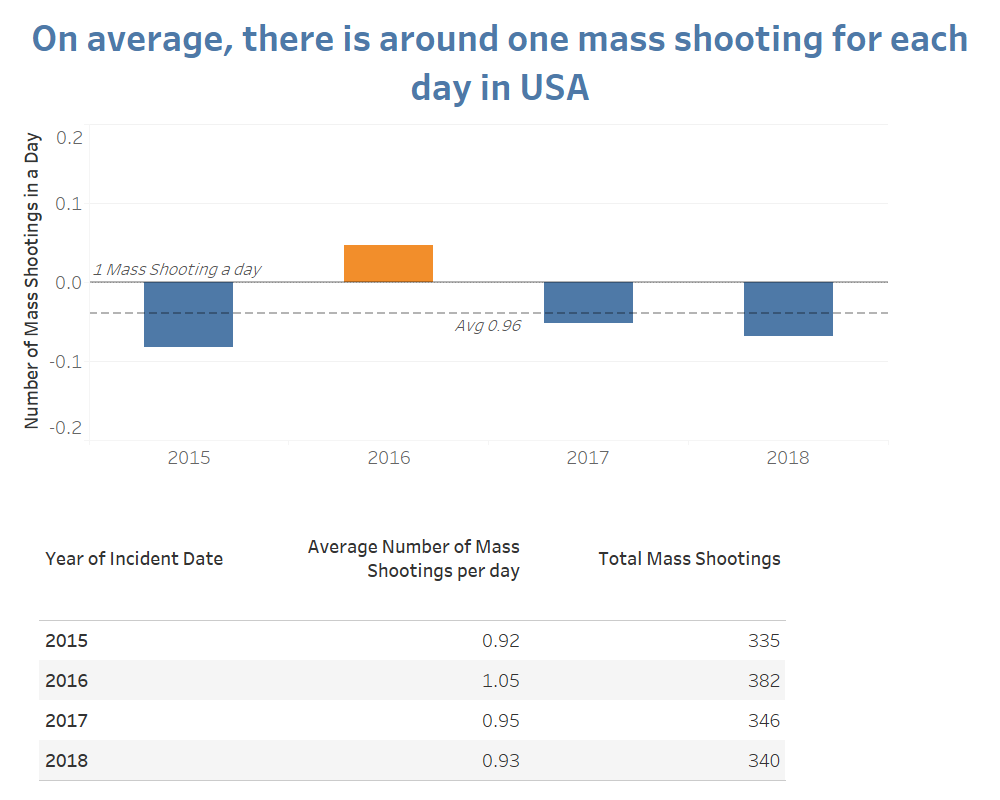 On average, there is around one mass shooting for each
day in USA
Number of Mass Shootings in a Day
0.2
0.1
1 Mass Shooting a day
0.0
Avg 0.96
-0.1
-0.2
2015 2016 2017 2018
Year of Incident Date
Average Number of Mass
Shootings per day
Total Mass Shootings
2015 0.92 335
2016 1.05 382
2017 0.95 346
2018 0.93 340